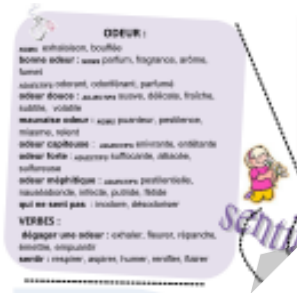 ODEUR :
NOMS exhalaison, bouffée
bonne odeur : NOMS parfum, fragrance, arôme,
fumet
ADJECTIFS odorant, odoriférant, parfumé
odeur douce : ADJECTIFS suave, délicate, fraîche,
subtile, volatile
mauvaise odeur : NOMS puanteur, pestilence,
miasme, relent
odeur capiteuse : ADJECTIFS enivrante, entêtante
odeur forte : ADJECTIFS suffocante, alliacée,
sulfureuse
odeur méphitique : ADJECTIFS pestilentielle,
nauséabonde, infecte, putride, fétide
qui ne sent pas : inodore, désodoriser
VERBES :
dégager une odeur : exhaler, fleurer, répandre,
émettre, empuantir
sentir : respirer, aspirer, humer, renifler, flairer
senti